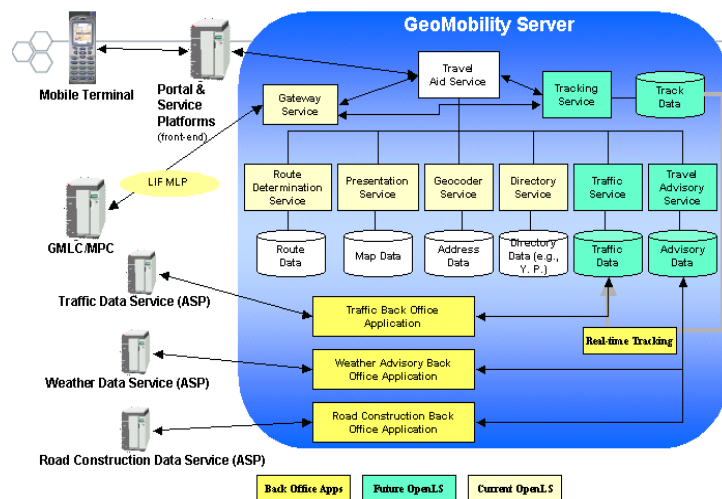 GeoMobility Server
Mobile Terminal
Portal &
Service
Platforms
(front-end)
Travel
Aid Service
Gateway
Service
Tracking
Service
Track
Data
LIF MLP
GMLC/MPC
Route
Determination
Service
Presentation
Service
Geocoder
Service
Directory
Service
Traffic
Service
Travel
Advisory
Service
Route
Data
Map Data
Address
Data
Directory
Data (e.g.,
Y. P.)
Traffic
Data
Advisory
Data
Traffic Data Service (ASP)
Traffic Back Office
Application
Real-time Tracking
Weather Data Service (ASP)
Weather Advisory Back
Office Application
Road Construction Data Service (ASP)
Road Construction Back
Office Application
Back Office Apps
Future OpenLS
Current OpenLS